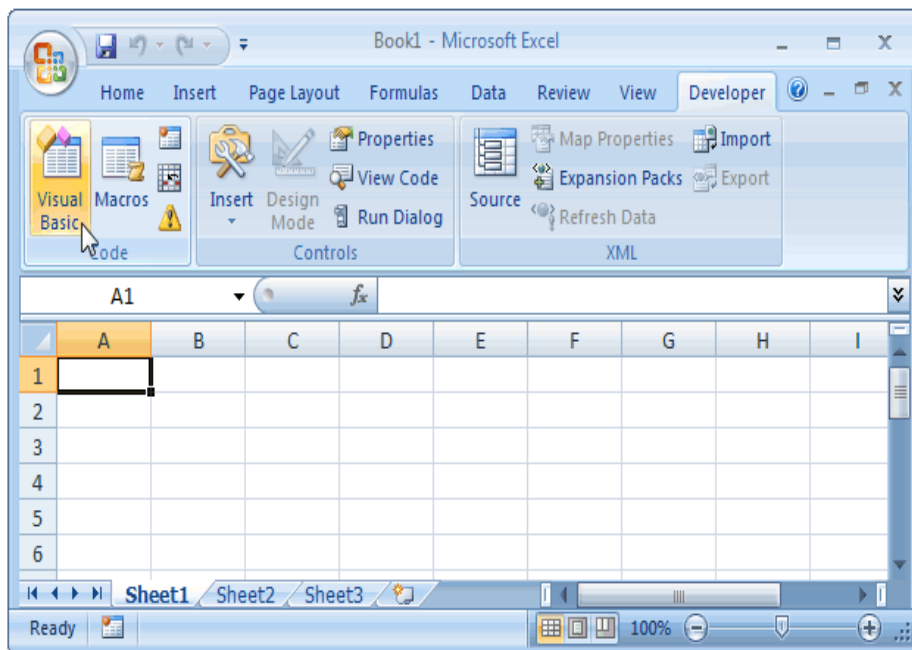 Book1 - Microsoft Excel
Home Insert Page Layout Formulas Data Review View Developer
Visual Basic
Macros
Insert
Design Mode
Properties
View Code
Run Dialog
Source
Map Properties
Expansion Packs
Refresh Data
Import
Export
Code Controls XML
A1 fx
A B C D E F G H I
1
2
3
4
5
6
Sheet1 Sheet2 Sheet3
Ready 100%